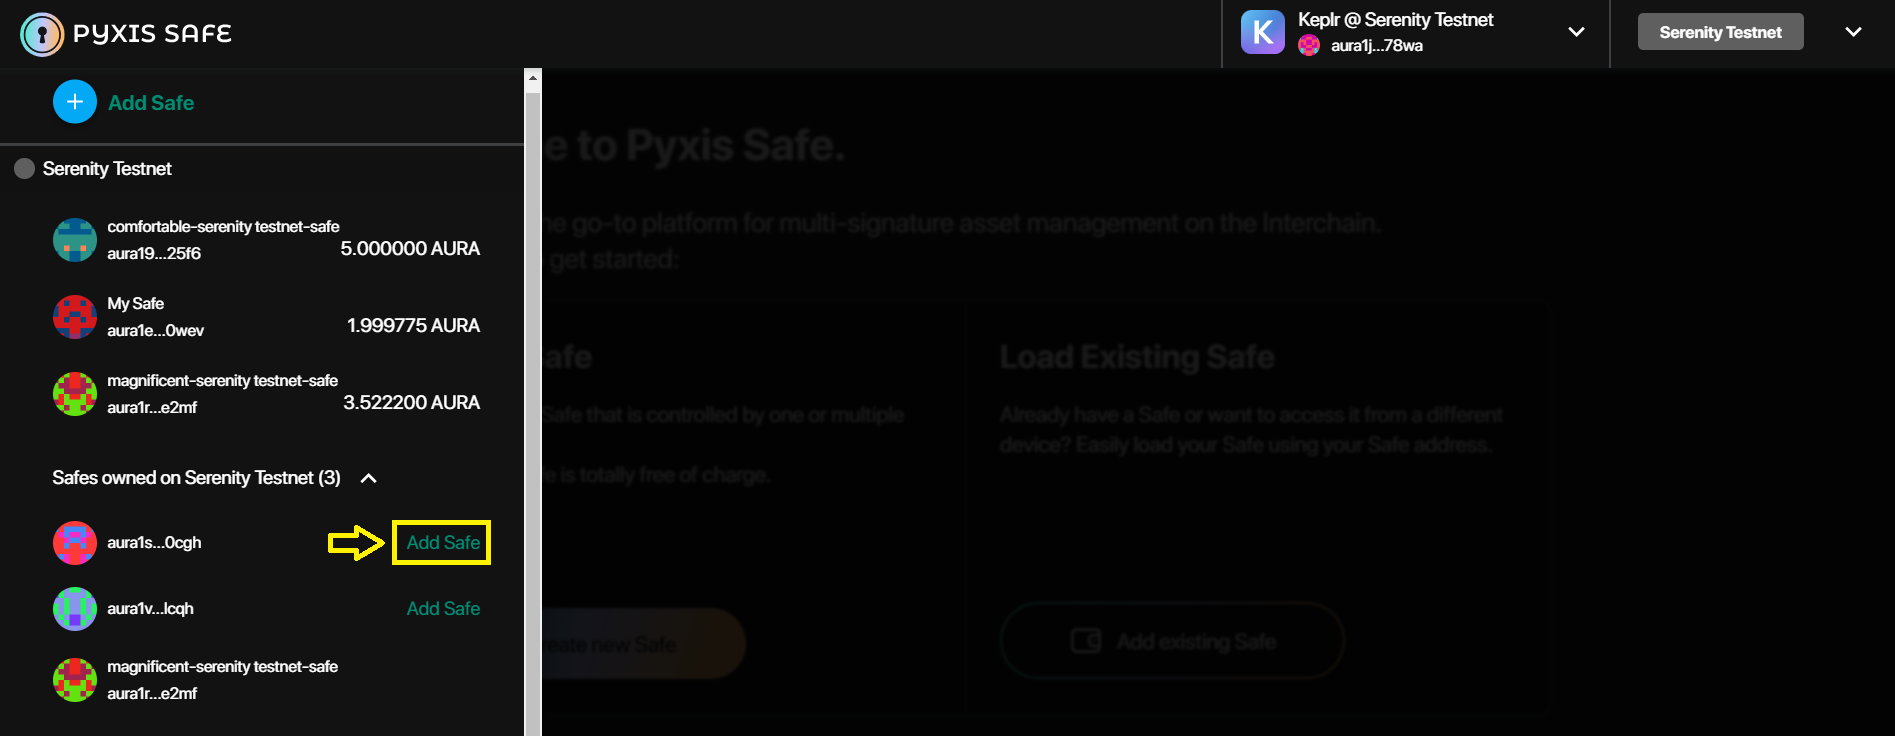 PYXIS SAFE
Keplr @ Serenity Testnet
aura1j...78wa
Serenity Testnet
Add Safe
Serenity Testnet
comfortable-serenity testnet-safe
aura19...25f6
5.000000 AURA
My Safe
aura1e...0wev
1.999775 AURA
magnificent-serenity testnet-safe
aura1r...e2mf
3.522200 AURA
Safes owned on Serenity Testnet (3)
aura1s...0cgh
Add Safe
aura1v...lcqh
Add Safe
magnificent-serenity testnet-safe
aura1r...e2mf
e to Pyxis Safe.
ne go-to platform for multi-signature asset management on the Interchain.
get started:
afe
Safe that is controlled by one or multiple
e is totally free of charge.
reate new Safe
Load Existing Safe
Already have a Safe or want to access it from a different
device? Easily load your Safe using your Safe address.
Add existing Safe